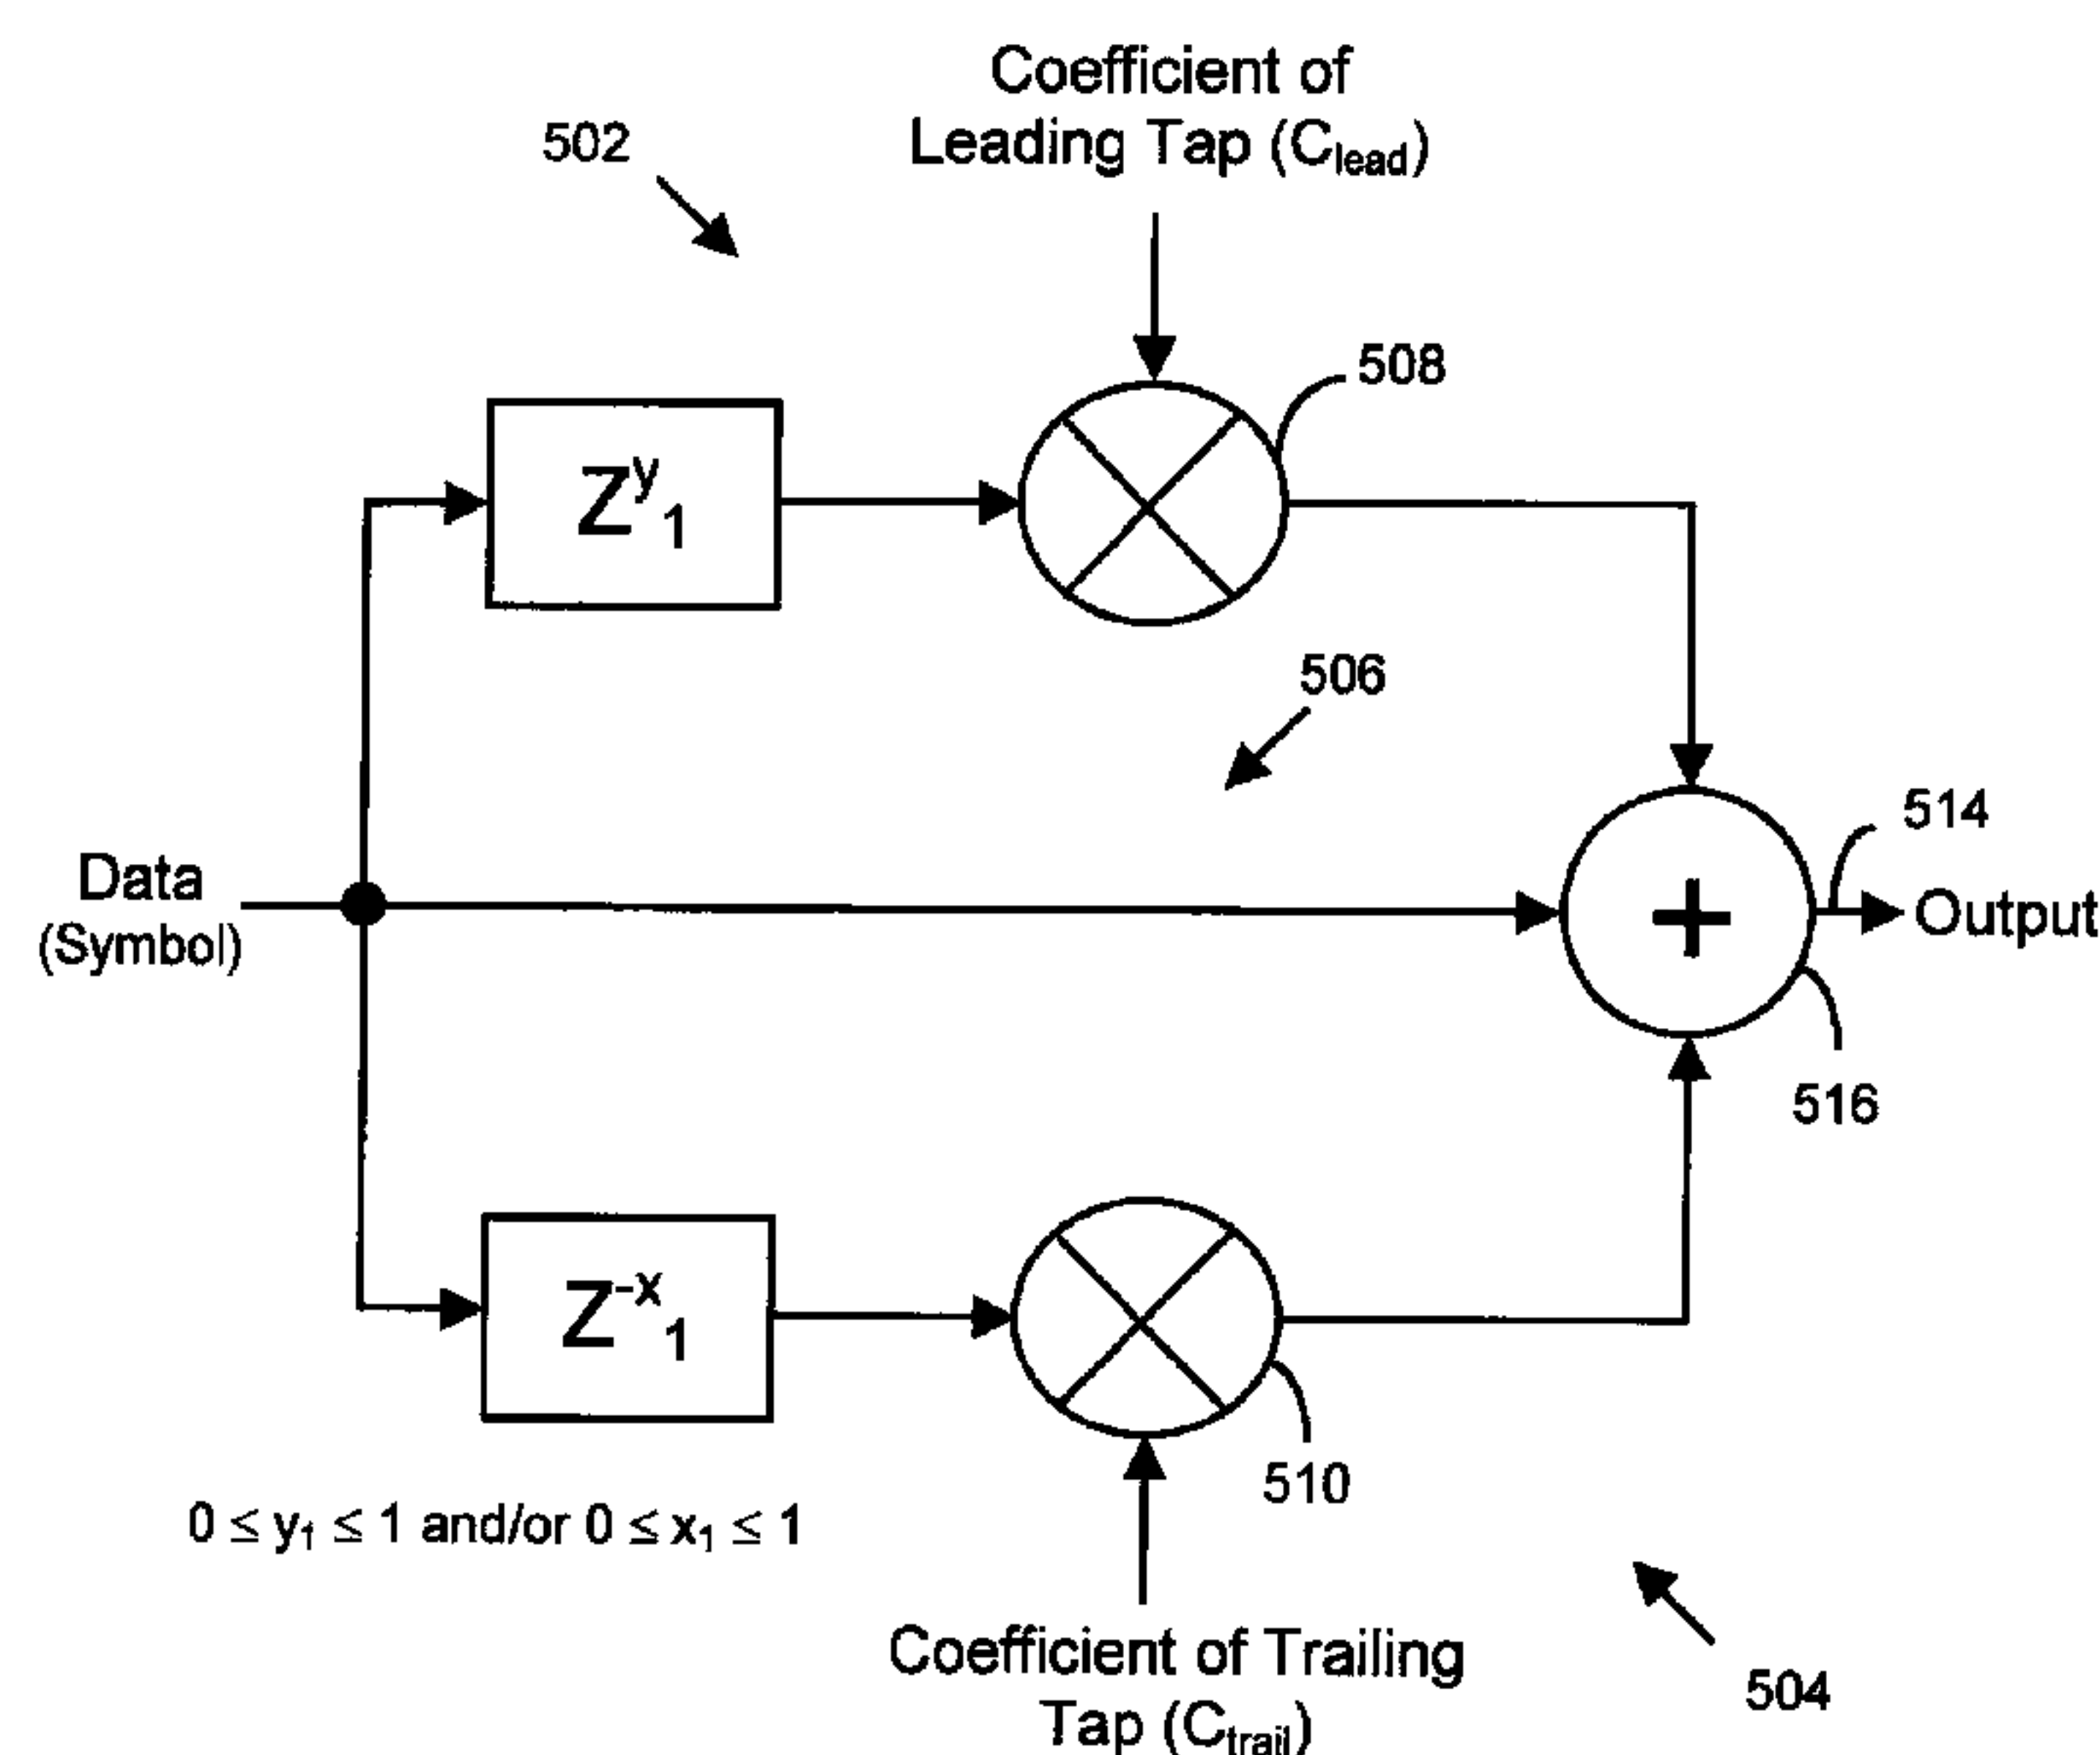 Coefficient of
Leading Tap (Clead)
502
508
Zy1
506
514
Data
(Symbol)
+
Output
516
Z-x1
510
0 ≤ y1 ≤ 1 and/or 0 ≤ x1 ≤ 1
Coefficient of Trailing
Tap (Ctrail)
504